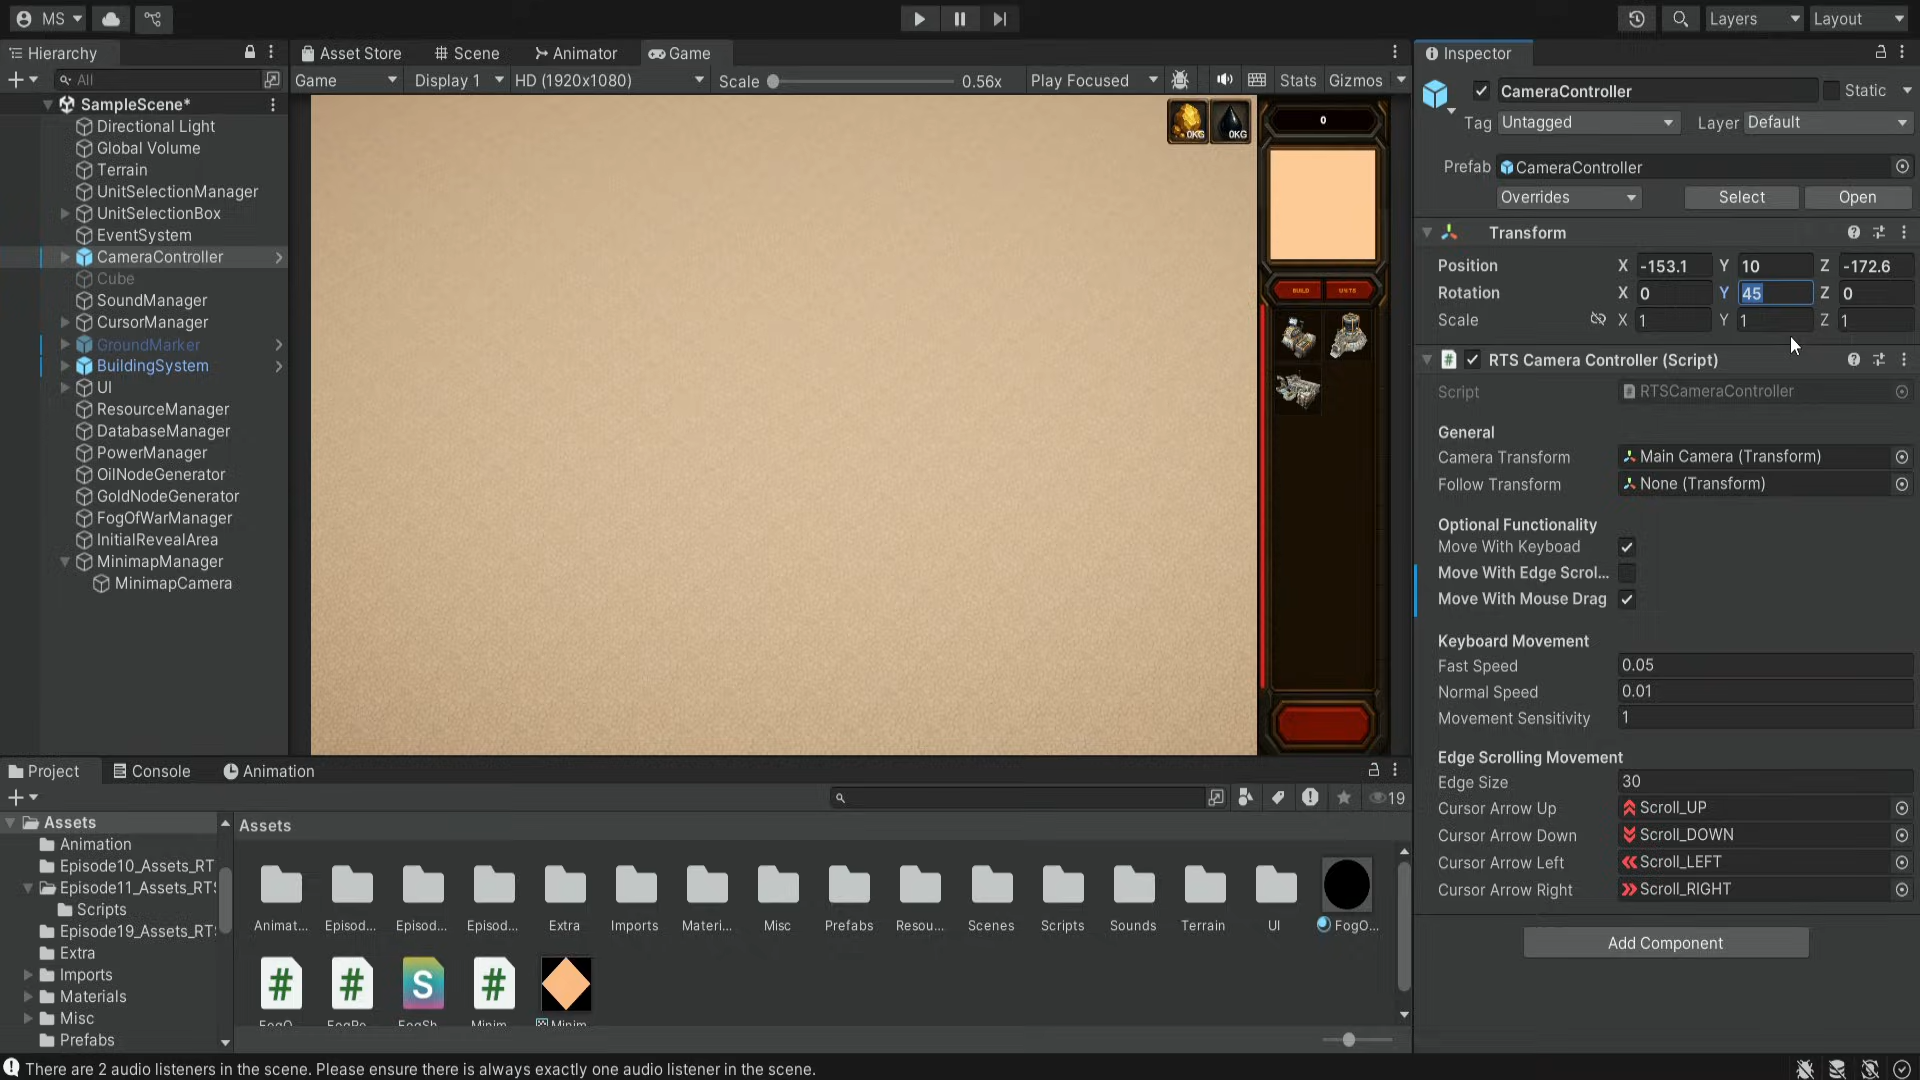 MS
Layers
Layout
Hierarchy
All
SampleScene*
Directional Light
Global Volume
Terrain
UnitSelectionManager
UnitSelectionBox
EventSystem
CameraController
Cube
SoundManager
CursorManager
GroundMarker
BuildingSystem
UI
ResourceManager
DatabaseManager
PowerManager
OilNodeGenerator
GoldNodeGenerator
FogOfWarManager
InitialRevealArea
MinimapManager
MinimapCamera
Asset Store
Scene
Animator
Game
Game
Display 1
HD (1920x1080)
Scale
0.56x
Play Focused
Stats
Gizmos
0KG
0KG
0
BUILD
UNITS
Inspector
CameraController
Static
Tag
Untagged
Layer
Default
Prefab
CameraController
Overrides
Select
Open
Transform
Position X -153.1 Y 10 Z -172.6
Rotation X 0 Y 45 Z 0
Scale X 1 Y 1 Z 1
# RTS Camera Controller (Script)
Script
RTSCameraController
General
Camera Transform
Main Camera (Transform)
Follow Transform
None (Transform)
Optional Functionality
Move With Keyboad
Move With Edge Scrol...
Move With Mouse Drag
Keyboard Movement
Fast Speed
0.05
Normal Speed
0.01
Movement Sensitivity
1
Edge Scrolling Movement
Edge Size
30
Cursor Arrow Up
Scroll_UP
Cursor Arrow Down
Scroll_DOWN
Cursor Arrow Left
Scroll_LEFT
Cursor Arrow Right
Scroll_RIGHT
Add Component
Project
Console
Animation
19
Assets
Animation
Episode10_Assets_RT
Episode11_Assets_RT
Scripts
Episode19_Assets_RT
Extra
Imports
Materials
Misc
Prefabs
Assets
Animat...
Episod...
Episod...
Episod...
Extra
Imports
Materi...
Misc
Prefabs
Resou...
Scenes
Scripts
Sounds
Terrain
UI
FogO...
#
#
S
#
FogO
FogRe
FogSh
Minim
Minim
There are 2 audio listeners in the scene. Please ensure there is always exactly one audio listener in the scene.